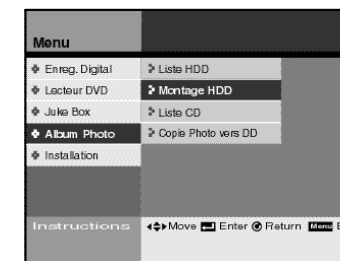 Menu
Enreg. Digital
Lecteur DVD
Juke Box
Album Photo
Installation
Liste HDD
Montage HDD
Liste CD
Copie Photo vers DD
Instructions
Move Enter Return Menu E